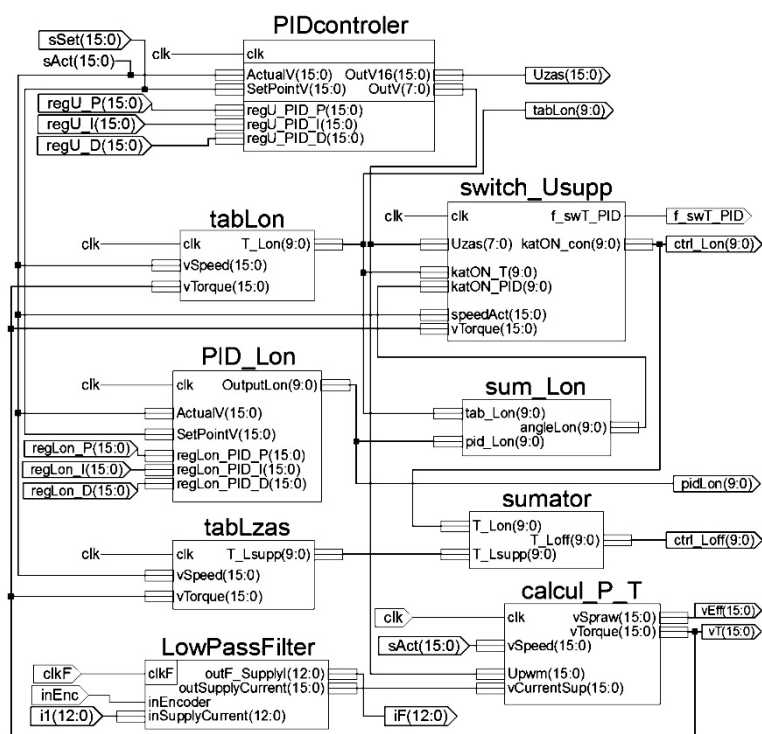 PIDcontroler
sSet(15:0)
clk
clk
sAct(15:0)
ActualV(15:0) OutV16(15:0)
Uzas(15:0)
SetPointV(15:0) OutV(7:0)
regU_P(15:0)
regU_PID_P(15:0)
tabLon(9:0)
regU_I(15:0)
regU_PID_I(15:0)
regU_D(15:0)
regU_PID_D(15:0)
switch_Usupp
tabLon
clk
clk f_swT_PID
f_swT_PID
clk
clk T_Lon(9:0)
Uzas(7:0) katON_con(9:0)
ctrl_Lon(9:0)
vSpeed(15:0)
katON_T(9:0)
vTorque(15:0)
katON_PID(9:0)
speedAct(15:0)
vTorque(15:0)
PID_Lon
clk
clk OutputLon(9:0)
sum_Lon
ActualV(15:0)
tab_Lon(9:0)
angleLon(9:0)
SetPointV(15:0)
pid_Lon(9:0)
regLon_P(15:0)
regLon_PID_P(15:0)
regLon_I(15:0)
regLon_PID_I(15:0)
regLon_D(15:0)
regLon_PID_D(15:0)
pidLon(9:0)
sumator
tabLzas
T_Lon(9:0)
T_Loff(9:0)
ctrl_Loff(9:0)
clk
clk T_Lsupp(9:0)
T_Lsupp(9:0)
vSpeed(15:0)
vTorque(15:0)
calcul_P_T
clk
clk vSpraw(15:0)
vEff(15:0)
vTorque(15:0)
vT(15:0)
sAct(15:0)
vSpeed(15:0)
LowPassFilter
clkF
clkF outF_SupplyI(12:0)
Upwm(15:0)
outSupplyCurrent(15:0)
vCurrentSup(15:0)
inEnc
inEncoder
i1(12:0)
inSupplyCurrent(12:0)
iF(12:0)